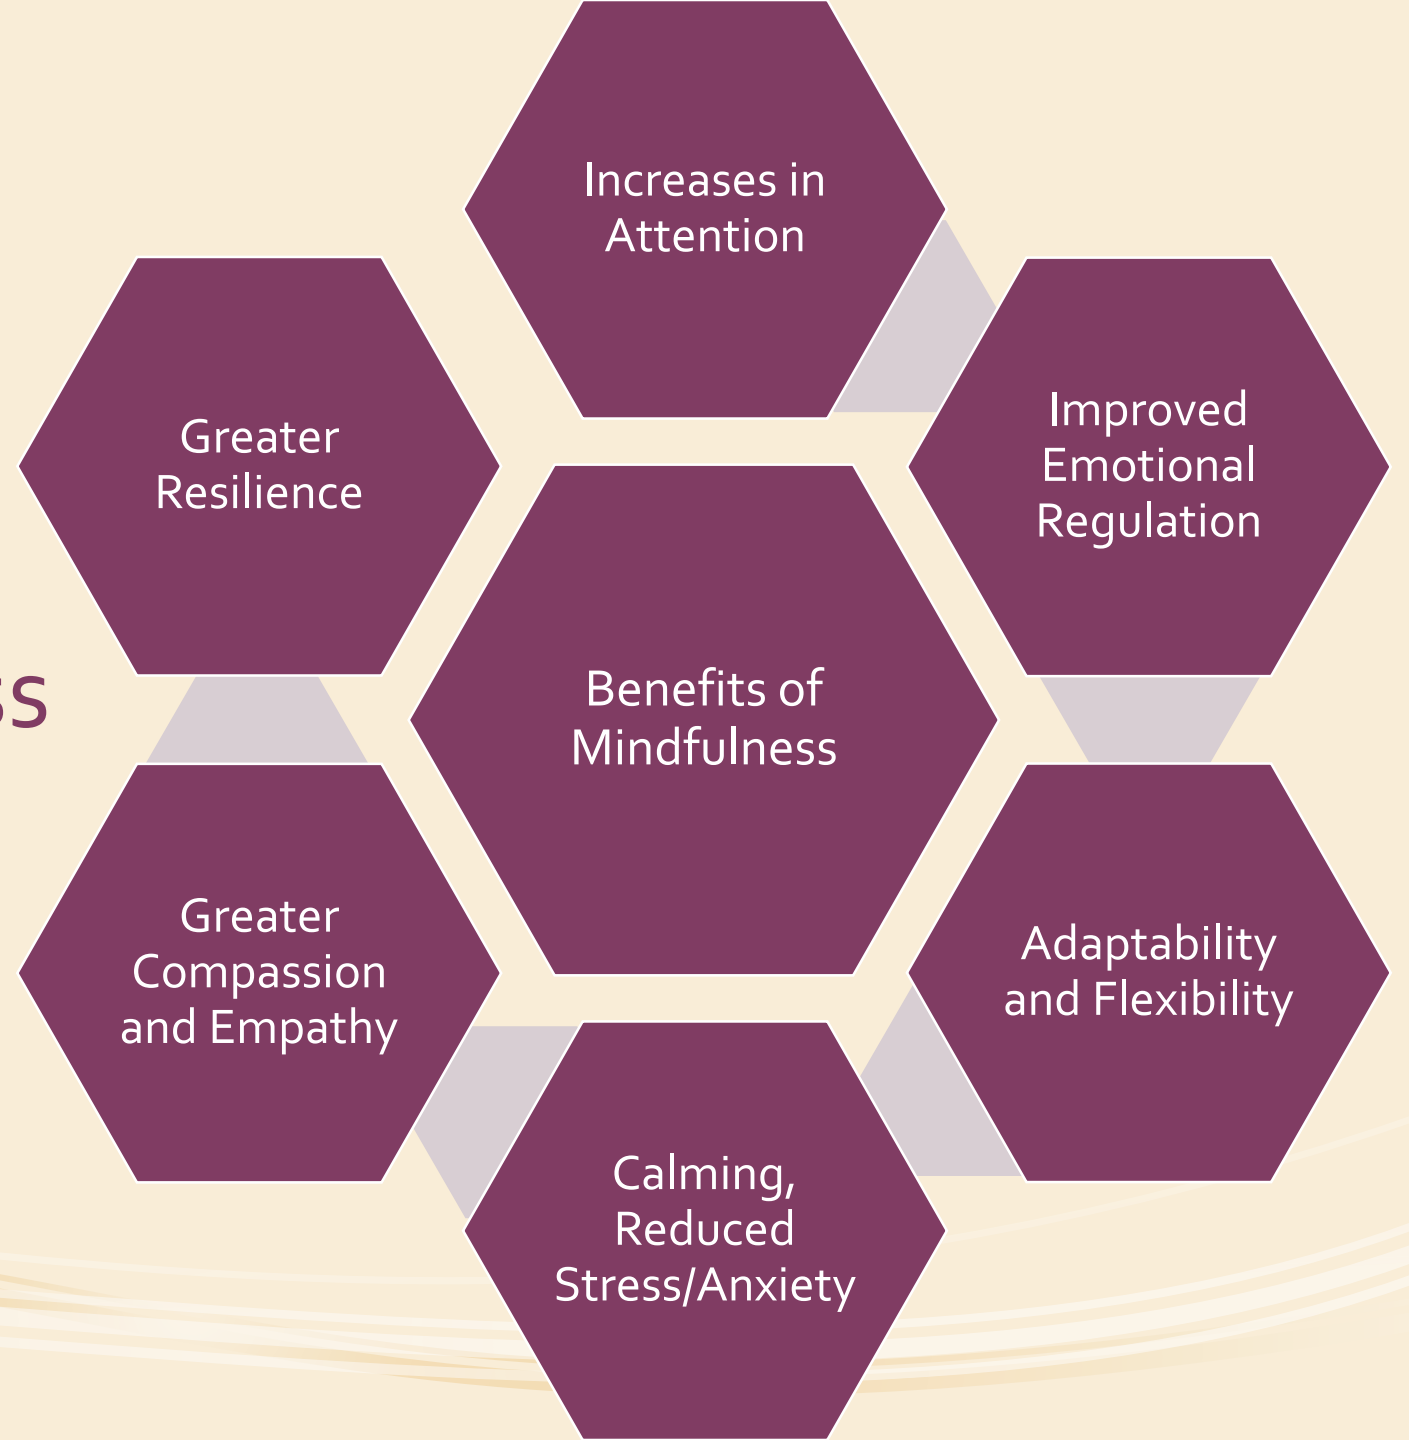 Increases in
Attention
Improved
Emotional
Regulation
Adaptability
and Flexibility
Calming,
Reduced
Stress/Anxiety
Greater
Compassion
and Empathy
Greater
Resilience
Benefits of
Mindfulness